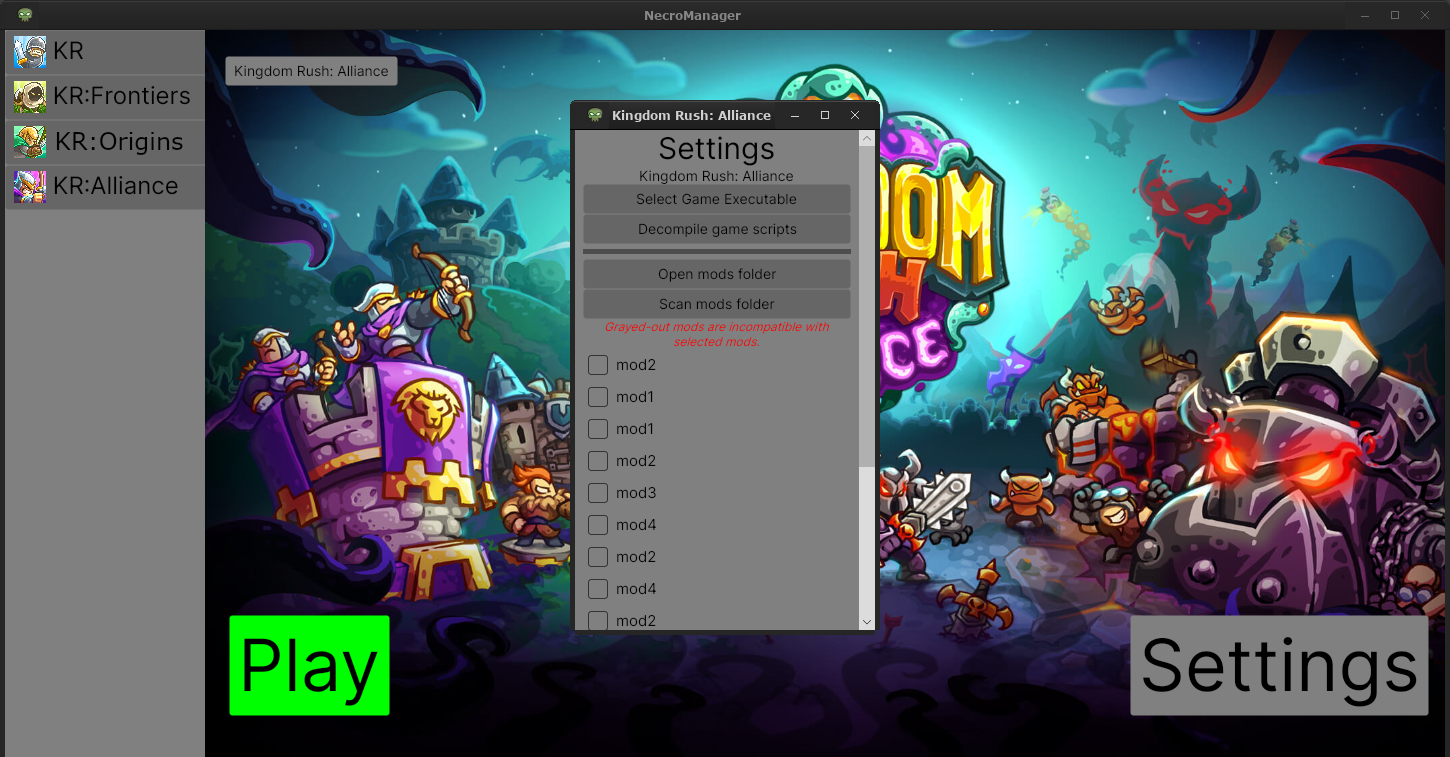 NecroManager
KR
KR:Frontiers
KR:Origins
KR:Alliance
Kingdom Rush: Alliance
Kingdom Rush: Alliance
Settings
Kingdom Rush: Alliance
Select Game Executable
Decompile game scripts
Open mods folder
Scan mods folder
Grayed-out mods are incompatible with
selected mods.
mod2
mod1
mod1
mod2
mod3
mod4
mod2
mod4
mod2
Play
Settings